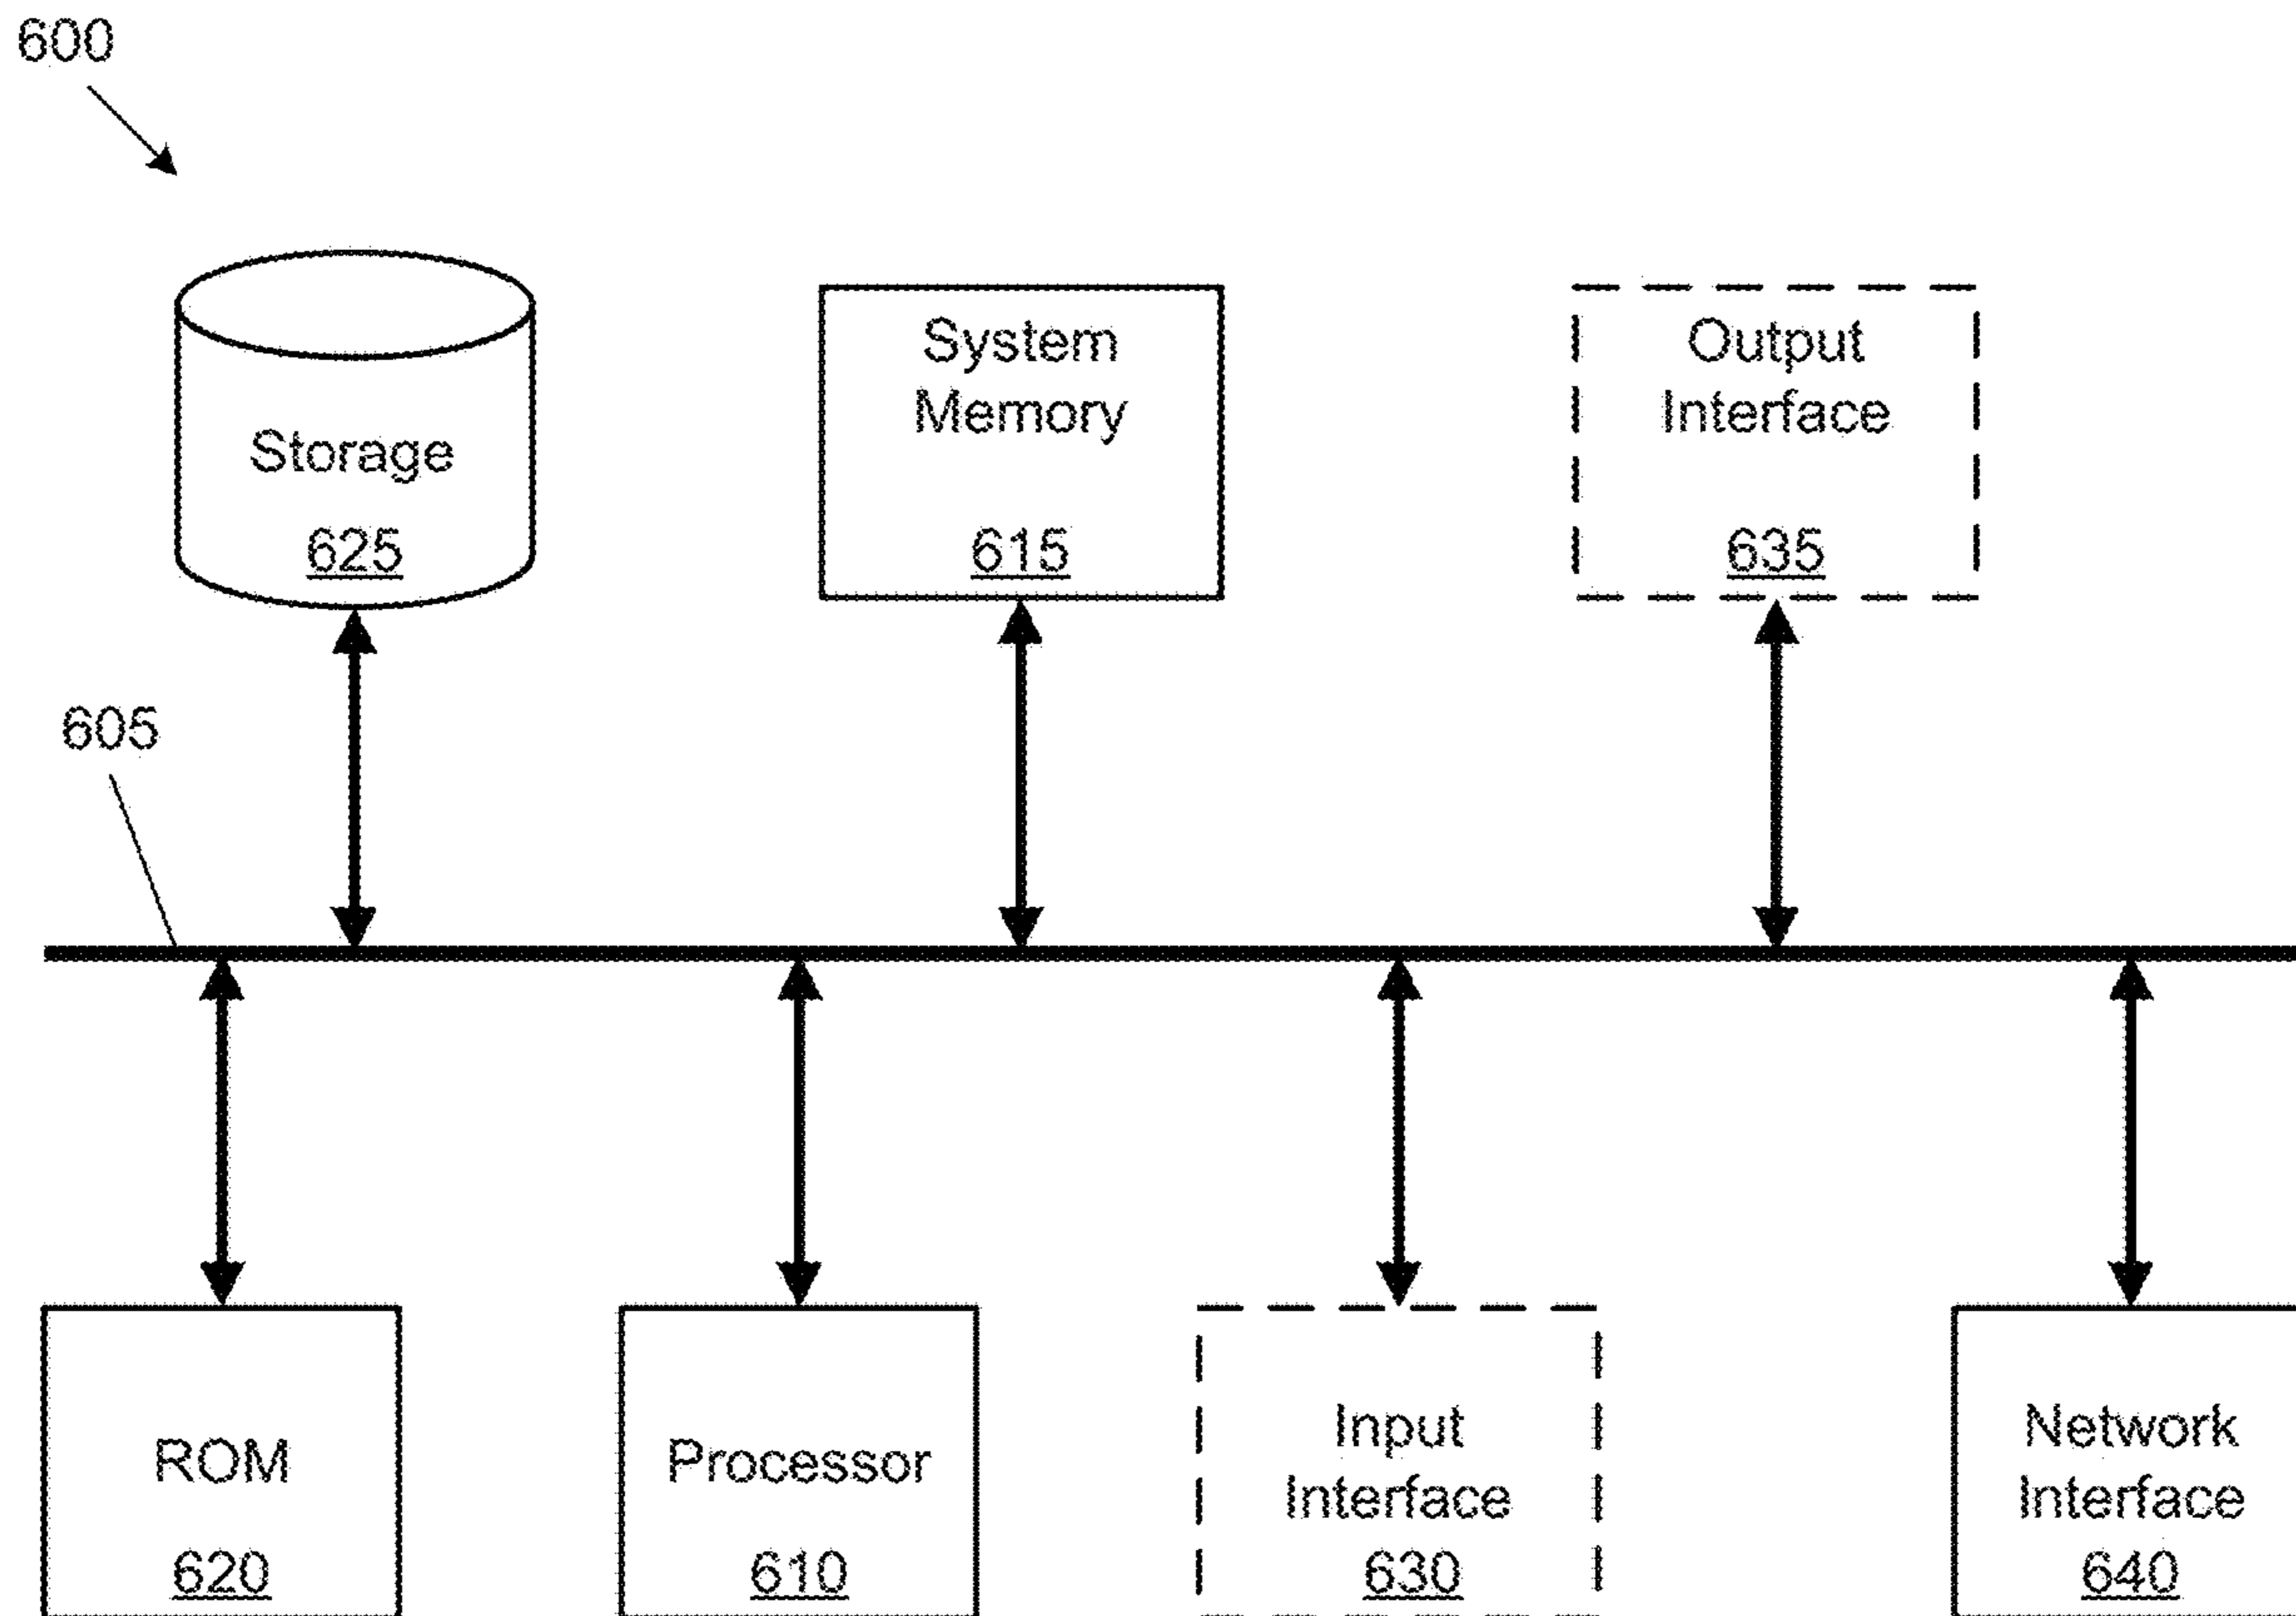 600
Storage
625
System
Memory
615
Output
Interface
635
605
ROM
620
Processor
610
Input
Interface
630
Network
Interface
640